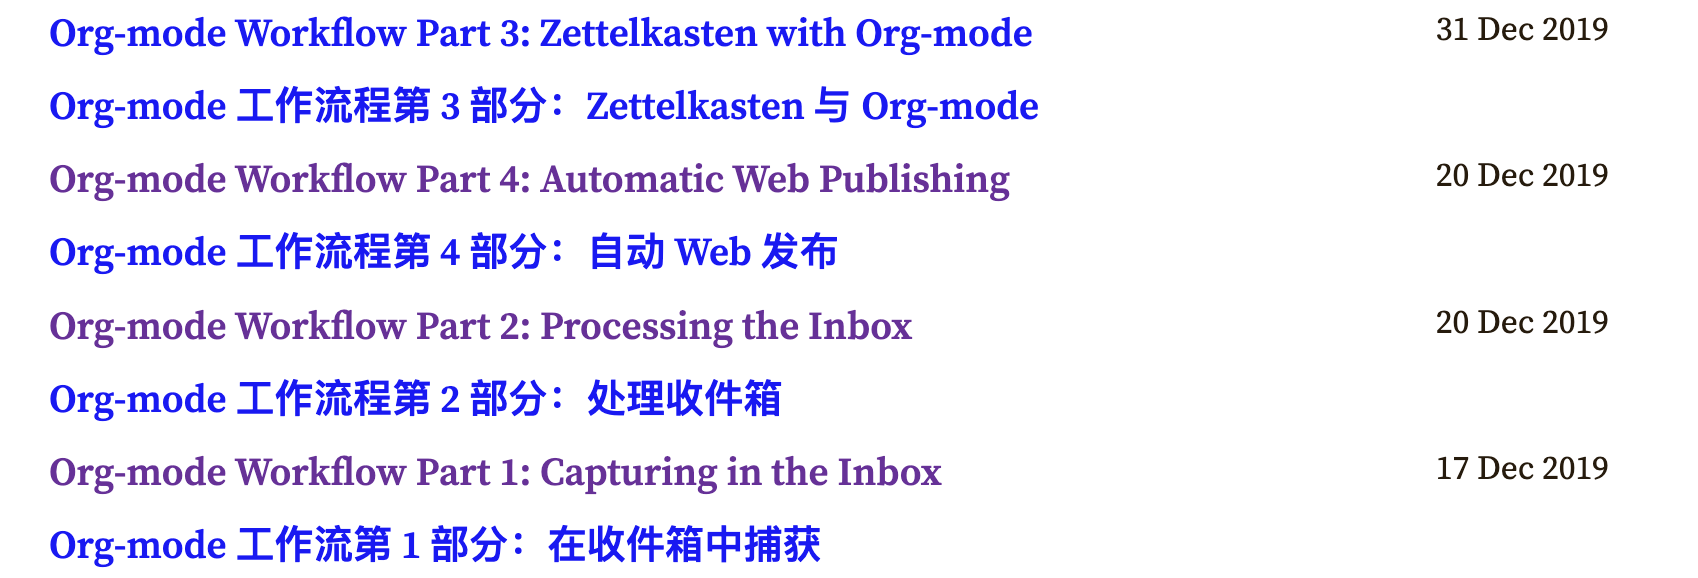 Org-mode Workflow Part 3: Zettelkasten with Org-mode 31 Dec 2019
Org-mode 工作流程第 3 部分：Zettelkasten 与 Org-mode
Org-mode Workflow Part 4: Automatic Web Publishing 20 Dec 2019
Org-mode 工作流程第 4 部分：自动 Web 发布
Org-mode Workflow Part 2: Processing the Inbox 20 Dec 2019
Org-mode 工作流程第 2 部分：处理收件箱
Org-mode Workflow Part 1: Capturing in the Inbox 17 Dec 2019
Org-mode 工作流第 1 部分：在收件箱中捕获